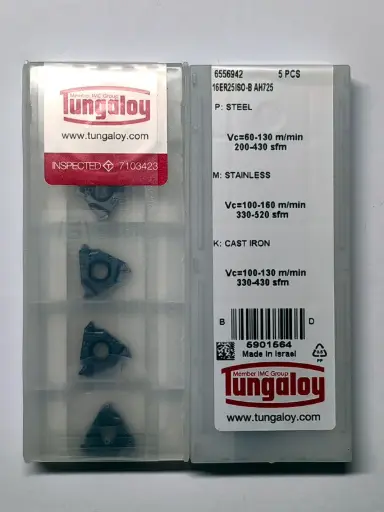 Member IMC Group
Tungaloy
www.tungaloy.com
INSPECTED T 7103423
6556942 5 PCS
16ER25ISO-B AH725
P: STEEL
Vc=60-130 m/min
200-430 sfm
M: STAINLESS
Vc=100-160 m/min
330-520 sfm
K: CAST IRON
Vc=100-130 m/min
330-430 sfm
B D
5901564
Made in Israel
PP
Member IMC Group
Tungaloy
www.tungaloy.com